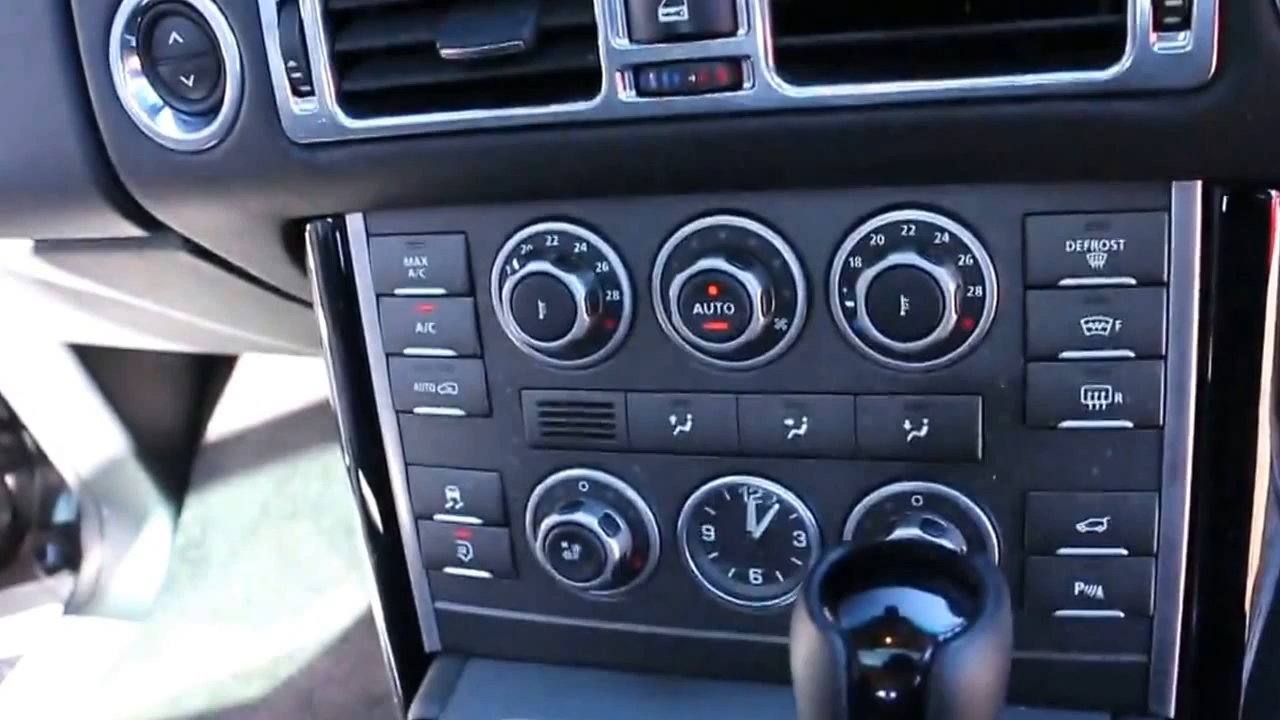 MAX
A/C
A/C
AUTO
20 22 24 26 28
AUTO
18 20 22 24 26 28
DEFROST
F
R
12
3
6
9
P